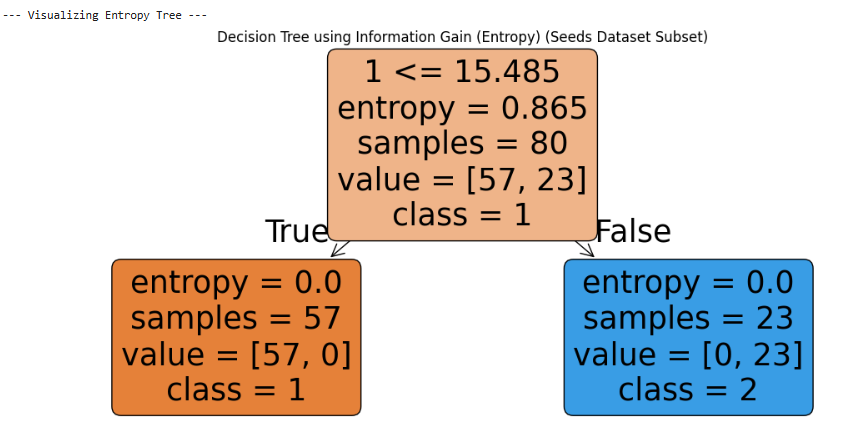 --- Visualizing Entropy Tree ---
Decision Tree using Information Gain (Entropy) (Seeds Dataset Subset)
1 <= 15.485
entropy = 0.865
samples = 80
value = [57, 23]
class = 1
True
False
entropy = 0.0
samples = 57
value = [57, 0]
class = 1
entropy = 0.0
samples = 23
value = [0, 23]
class = 2